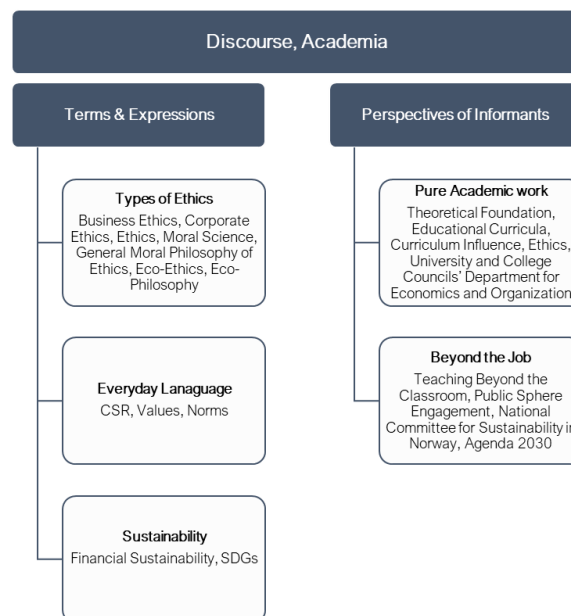 Discourse, Academia
Terms & Expressions
Types of Ethics
Business Ethics, Corporate
Ethics, Ethics, Moral Science,
General Moral Philosophy of
Ethics, Eco-Ethics, Eco-
Philosophy
Everyday Lanaguage
CSR, Values, Norms
Sustainability
Financial Sustainability, SDGs
Perspectives of Informants
Pure Academic work
Theoretical Foundation,
Educational Curricula,
Curriculum Influence, Ethics,
University and College
Councils' Department for
Economics and Organization
Beyond the Job
Teaching Beyond the
Classroom, Public Sphere
Engagement, National
Committee for Sustainability in
Norway, Agenda 2030